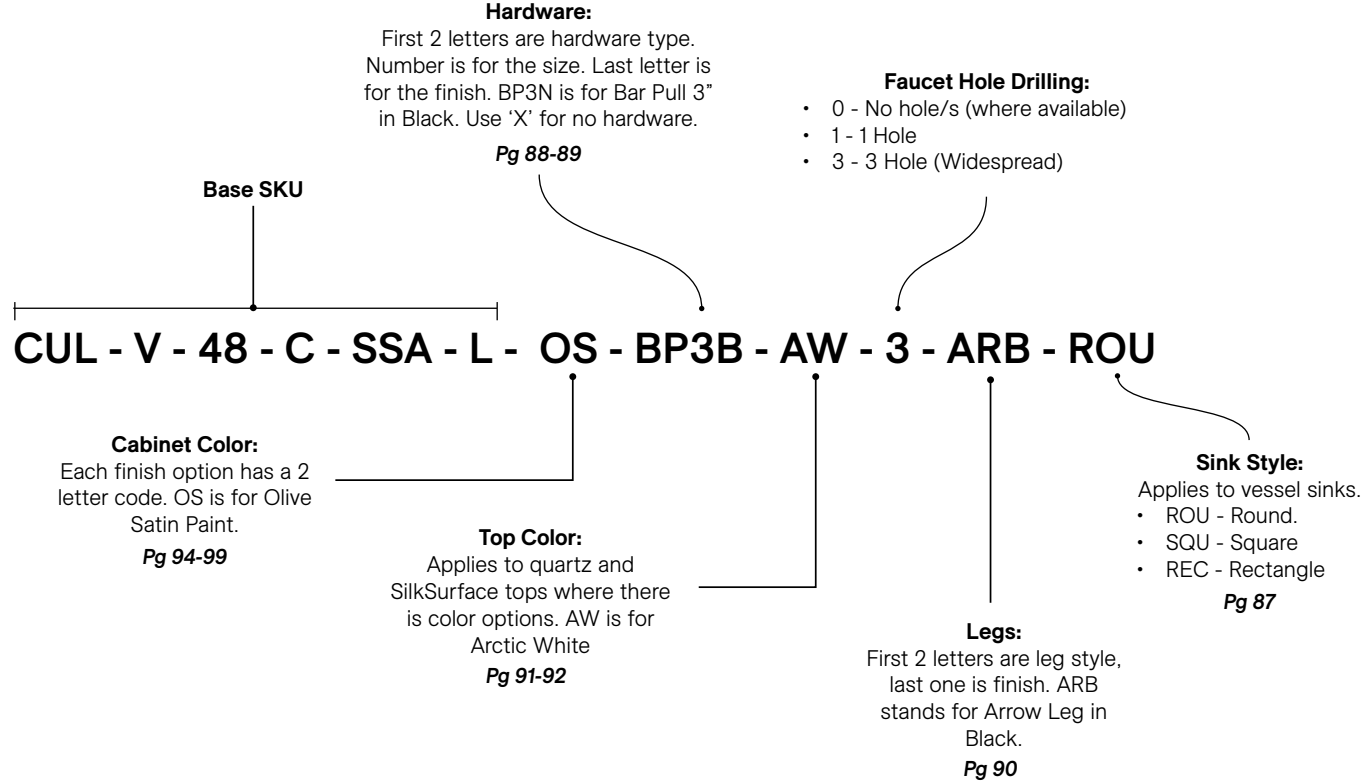 Hardware:
First 2 letters are hardware type.
Number is for the size. Last letter is
for the finish. BP3N is for Bar Pull 3”
in Black. Use ‘X’ for no hardware.
Pg 88-89
Faucet Hole Drilling:
• 0 - No hole/s (where available)
• 1 - 1 Hole
• 3 - 3 Hole (Widespread)
Base SKU
CUL - V - 48 - C - SSA - L - OS - BP3B - AW - 3 - ARB - ROU
Cabinet Color:
Each finish option has a 2
letter code. OS is for Olive
Satin Paint.
Pg 94-99
Top Color:
Applies to quartz and
SilkSurface tops where there
is color options. AW is for
Arctic White
Pg 91-92
Legs:
First 2 letters are leg style,
last one is finish. ARB
stands for Arrow Leg in
Black.
Pg 90
Sink Style:
Applies to vessel sinks.
• ROU - Round.
• SQU - Square
• REC - Rectangle
Pg 87